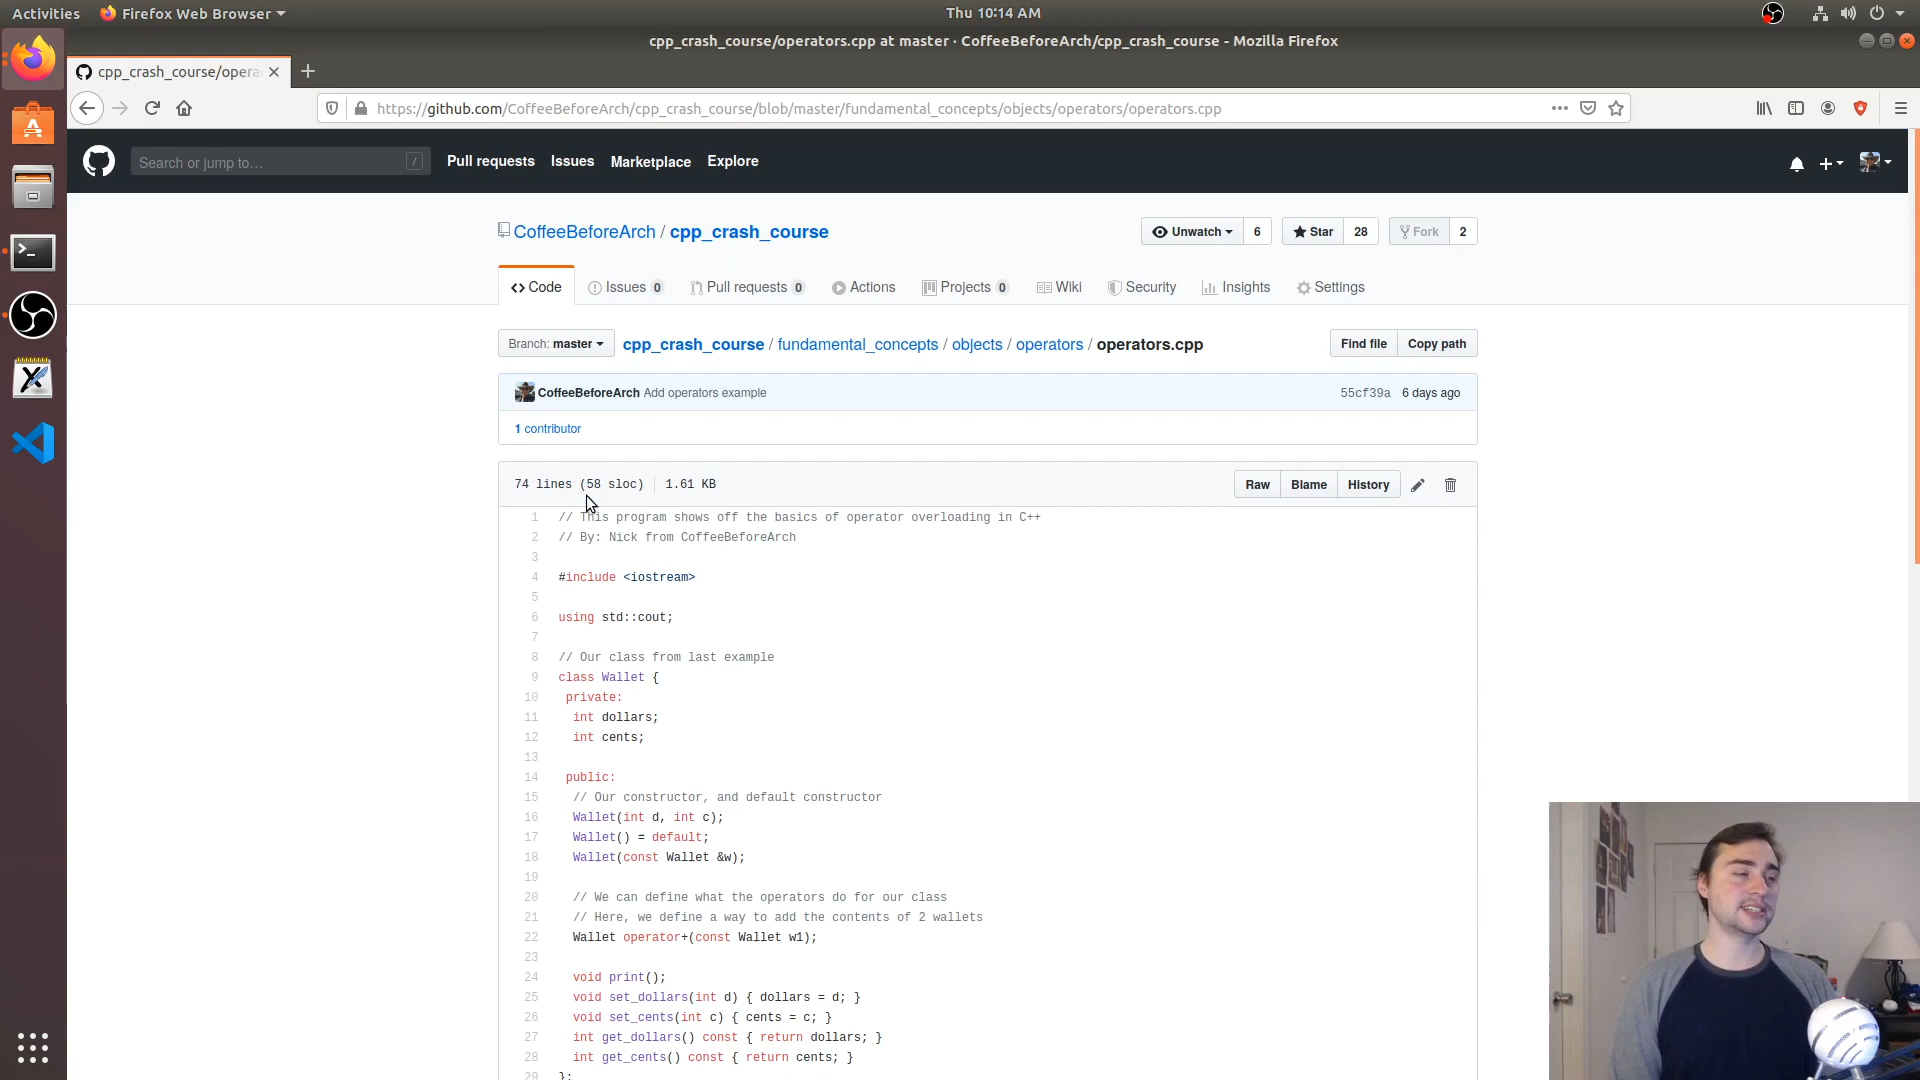 Activities Firefox Web Browser Thu 10:14 AM
cpp_crash_course/operators.cpp at master · CoffeeBeforeArch/cpp_crash_course - Mozilla Firefox
cpp_crash_course/opera
https://github.com/CoffeeBeforeArch/cpp_crash_course/blob/master/fundamental_concepts/objects/operators/operators.cpp
Search or jump to… / Pull requests Issues Marketplace Explore
CoffeeBeforeArch / cpp_crash_course Unwatch 6 Star 28 Fork 2
Code Issues 0 Pull requests 0 Actions Projects 0 Wiki Security Insights Settings
Branch: master cpp_crash_course / fundamental_concepts / objects / operators / operators.cpp Find file Copy path
CoffeeBeforeArch Add operators example 55cf39a 6 days ago
1 contributor
74 lines (58 sloc) 1.61 KB Raw Blame History
1 // This program shows off the basics of operator overloading in C++
2 // By: Nick from CoffeeBeforeArch
3
4 #include <iostream>
5
6 using std::cout;
7
8 // Our class from last example
9 class Wallet {
10 private:
11 int dollars;
12 int cents;
13
14 public:
15 // Our constructor, and default constructor
16 Wallet(int d, int c);
17 Wallet() = default;
18 Wallet(const Wallet &w);
19
20 // We can define what the operators do for our class
21 // Here, we define a way to add the contents of 2 wallets
22 Wallet operator+(const Wallet w1);
23
24 void print();
25 void set_dollars(int d) { dollars = d; }
26 void set_cents(int c) { cents = c; }
27 int get_dollars() const { return dollars; }
28 int get_cents() const { return cents; }
29 };